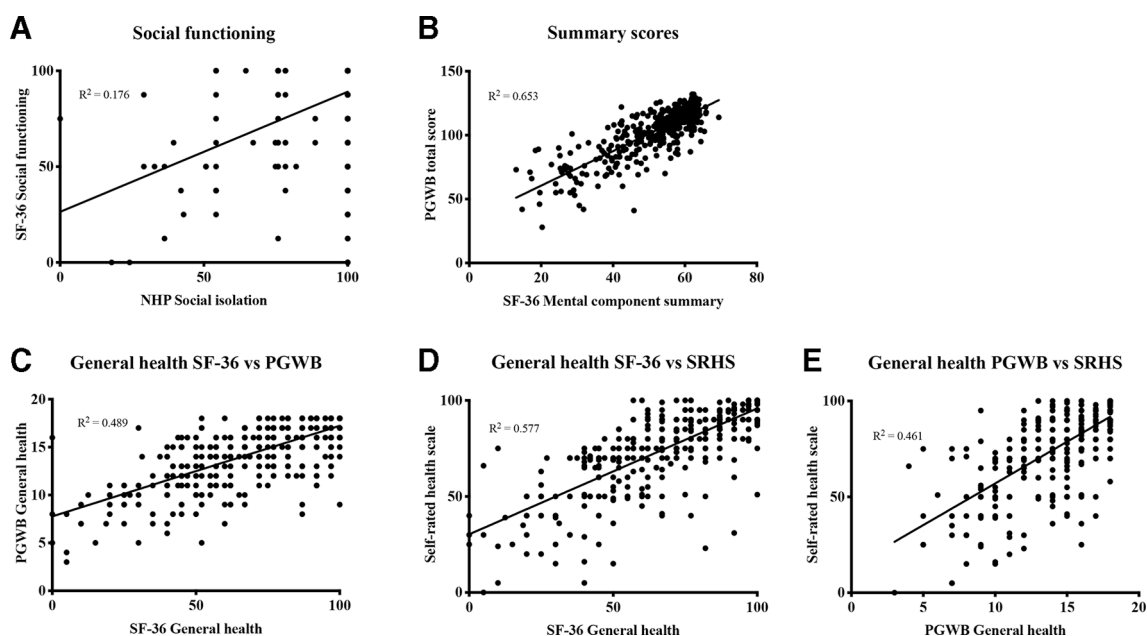 A
Social functioning
R² = 0.176
100
50
0
0
50
100
SF-36 Social functioning
NHP Social isolation
B
Summary scores
R² = 0.653
150
100
50
0
0
20
40
60
80
PGWB total score
SF-36 Mental component summary
C
General health SF-36 vs PGWB
R² = 0.489
20
15
10
5
0
0
50
100
PGWB General health
SF-36 General health
D
General health SF-36 vs SRHS
R² = 0.577
100
50
0
0
50
100
Self-rated health scale
SF-36 General health
E
General health PGWB vs SRHS
R² = 0.461
100
50
0
0
5
10
15
20
Self-rated health scale
PGWB General health